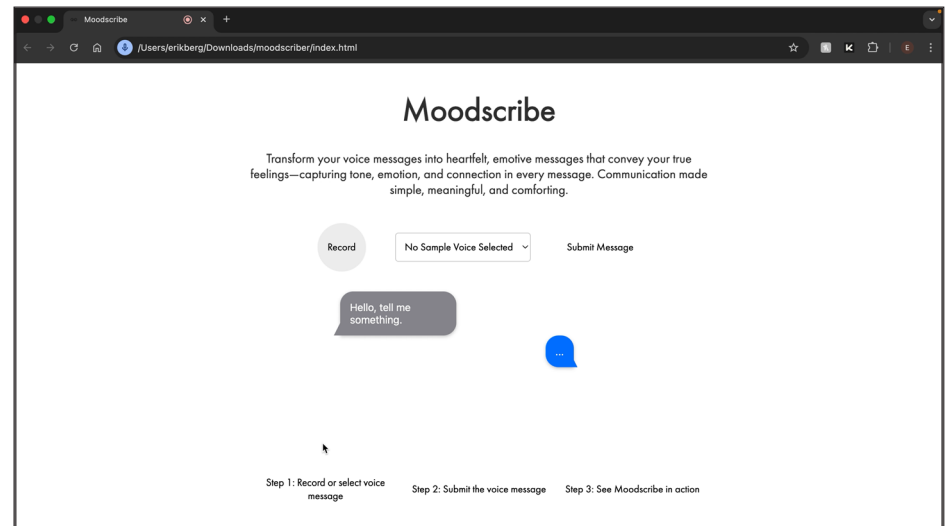 Moodscribe
/Users/erikberg/Downloads/moodscriber/index.html
E
Moodscribe
Transform your voice messages into heartfelt, emotive messages that convey your true
feelings—capturing tone, emotion, and connection in every message. Communication made
simple, meaningful, and comforting.
Record
No Sample Voice Selected
Submit Message
Hello, tell me
something.
...
Step 1: Record or select voice
message
Step 2: Submit the voice message
Step 3: See Moodscribe in action